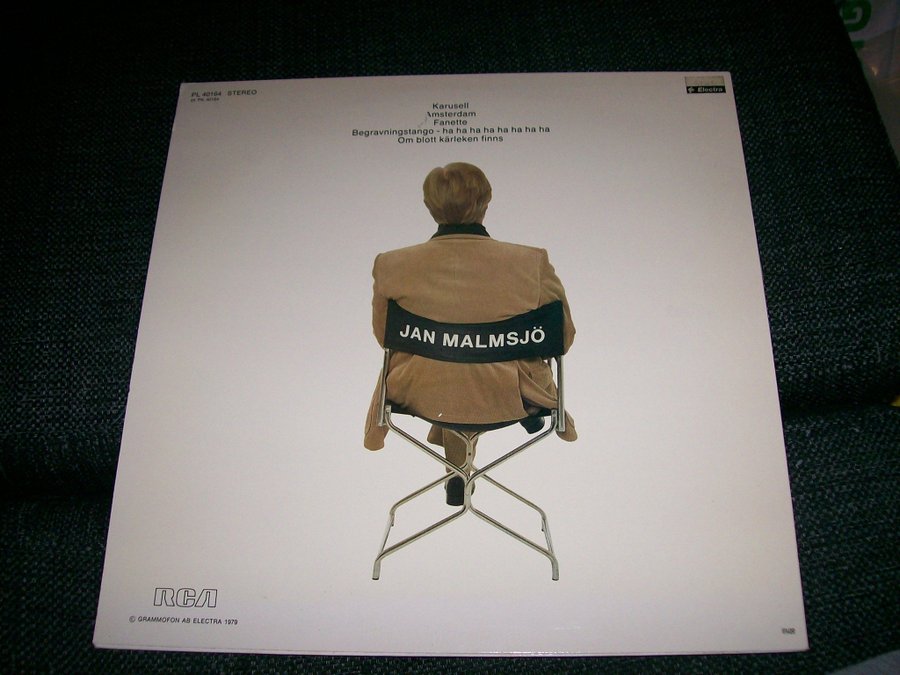 PL 40164 STEREO
Electra
Karusell
Amsterdam
Fanette
Begravningstango - ha ha ha ha ha ha ha ha
Om blott kärleken finns
JAN MALMSJÖ
RCA
© GRAMMOFON AB ELECTRA 1979